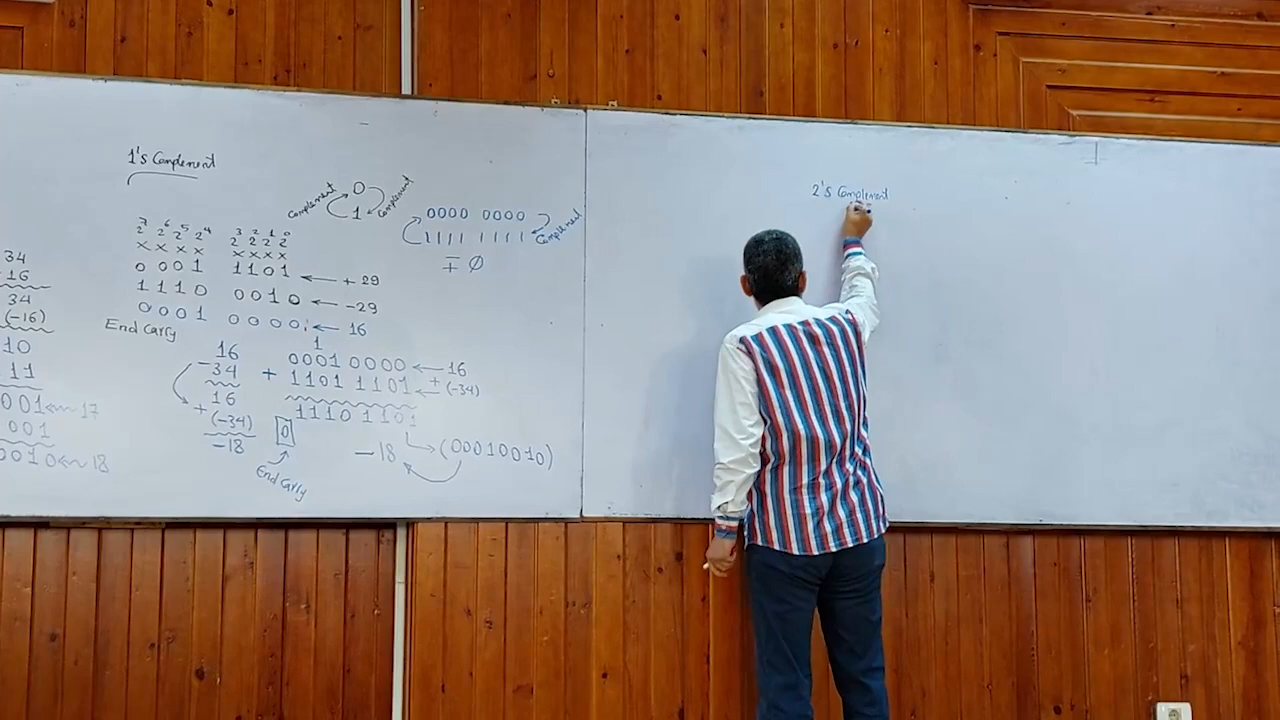 1's Complement
0
Complement
Complement
1
0000 0000
1111 1111
Complement
∓ Ø
2⁷ 2⁶ 2⁵ 2⁴ 2³ 2² 2¹ 2⁰
x x x x x x x x
0 0 0 1 1 1 0 1 ← + 29
1 1 1 0 0 0 1 0 ← -29
0 0 0 1 0 0 0 0 ← 16
End Carry
34
16
34
(-16)
10
11
001 ← 17
001
0010 ← 18
16
-34
16
+ (-34)
-18
1
0001 0000 ← 16
+ 1101 1101 ← + (-34)
0 1110 1101
End Carry
-18
(00010010)
2's Complement